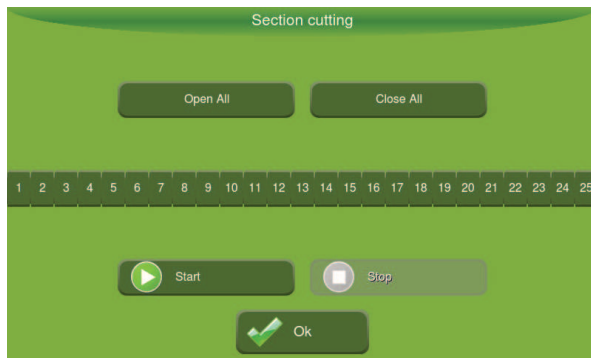 Section cutting
Open All Close All
1 2 3 4 5 6 7 8 9 10 11 12 13 14 15 16 17 18 19 20 21 22 23 24 25
Start Stop
Ok